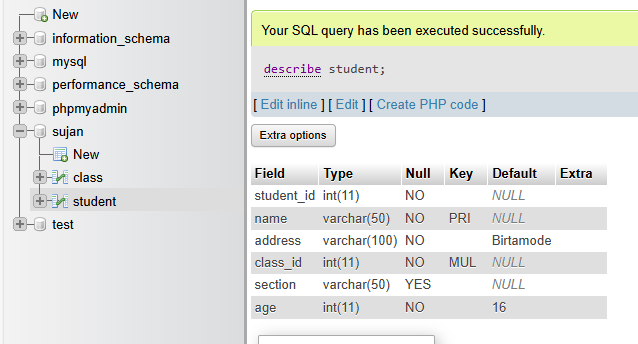 New
information_schema
mysql
performance_schema
phpmyadmin
sujan
New
class
student
test
Your SQL query has been executed successfully.
describe student;
[ Edit inline ] [ Edit ] [ Create PHP code ]
Extra options
Field Type Null Key Default Extra
student_id int(11) NO NULL
name varchar(50) NO PRI NULL
address varchar(100) NO Birtamode
class_id int(11) NO MUL NULL
section varchar(50) YES NULL
age int(11) NO 16